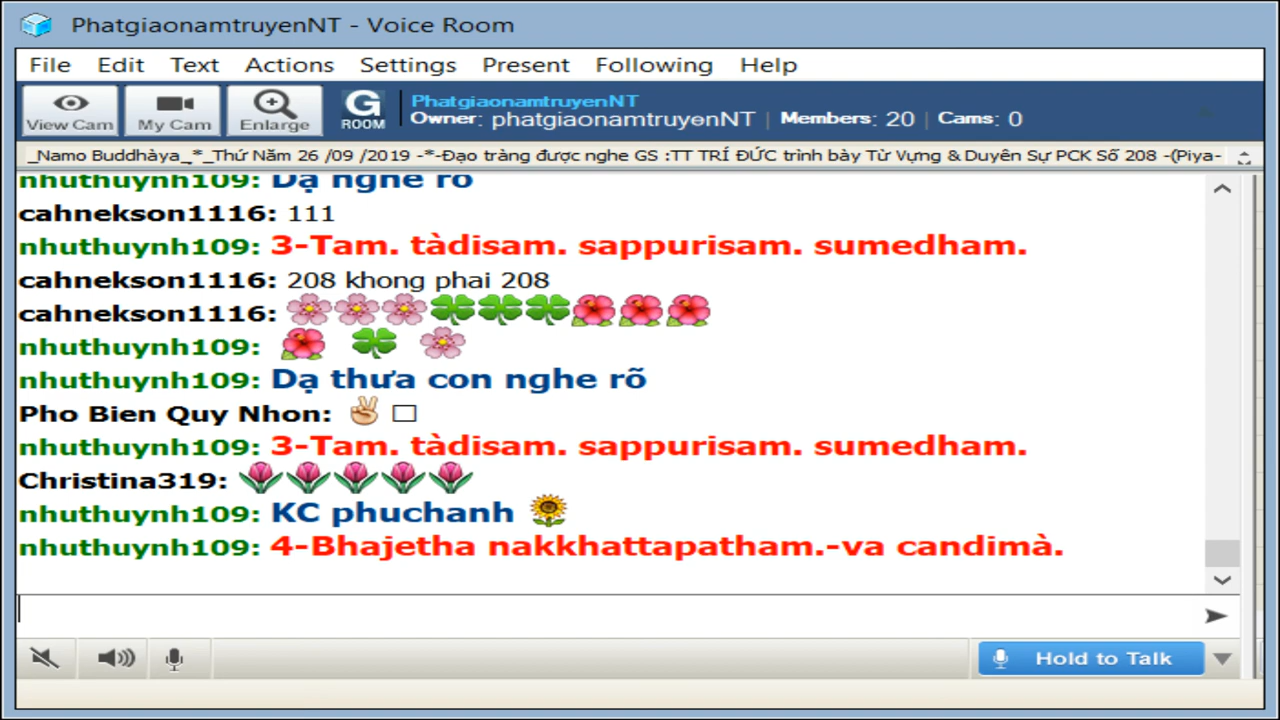 PhatgiaonamtruyenNT - Voice Room
File Edit Text Actions Settings Present Following Help
View Cam My Cam Enlarge G ROOM
PhatgiaonamtruyenNT
Owner: phatgiaonamtruyenNT | Members: 20 | Cams: 0
_Namo Buddhàya_*_Thứ Năm 26 /09 /2019 -*-Đạo tràng được nghe GS :TT TRÍ ĐỨC trình bày Từ Vựng & Duyên Sự PCK Số 208 -(Piya-
nhuthuynh109: Dạ nghe rõ
cahnekson1116: 111
nhuthuynh109: 3-Tam. tàdisam. sappurisam. sumedham.
cahnekson1116: 208 khong phai 208
cahnekson1116:
nhuthuynh109:
nhuthuynh109: Dạ thưa con nghe rõ
Pho Bien Quy Nhon:
nhuthuynh109: 3-Tam. tàdisam. sappurisam. sumedham.
Christina319:
nhuthuynh109: KC phuchanh
nhuthuynh109: 4-Bhajetha nakkhattapatham.-va candimà.
Hold to Talk